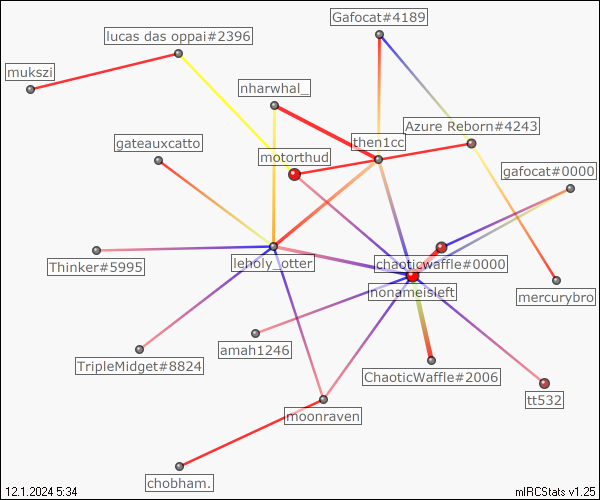 Gafocat#4189
lucas das oppai#2396
mukszi
nharwhal_
Azure Reborn#4243
gateauxcatto
then1cc
motorthud
gafocat#0000
Thinker#5995
leholy_otter
chaoticwaffle#0000
nonameisleft
mercurybro
amah1246
TripleMidget#8824
ChaoticWaffle#2006
tt532
moonraven
chobham.
12.1.2024 5:34
mIRCStats v1.25